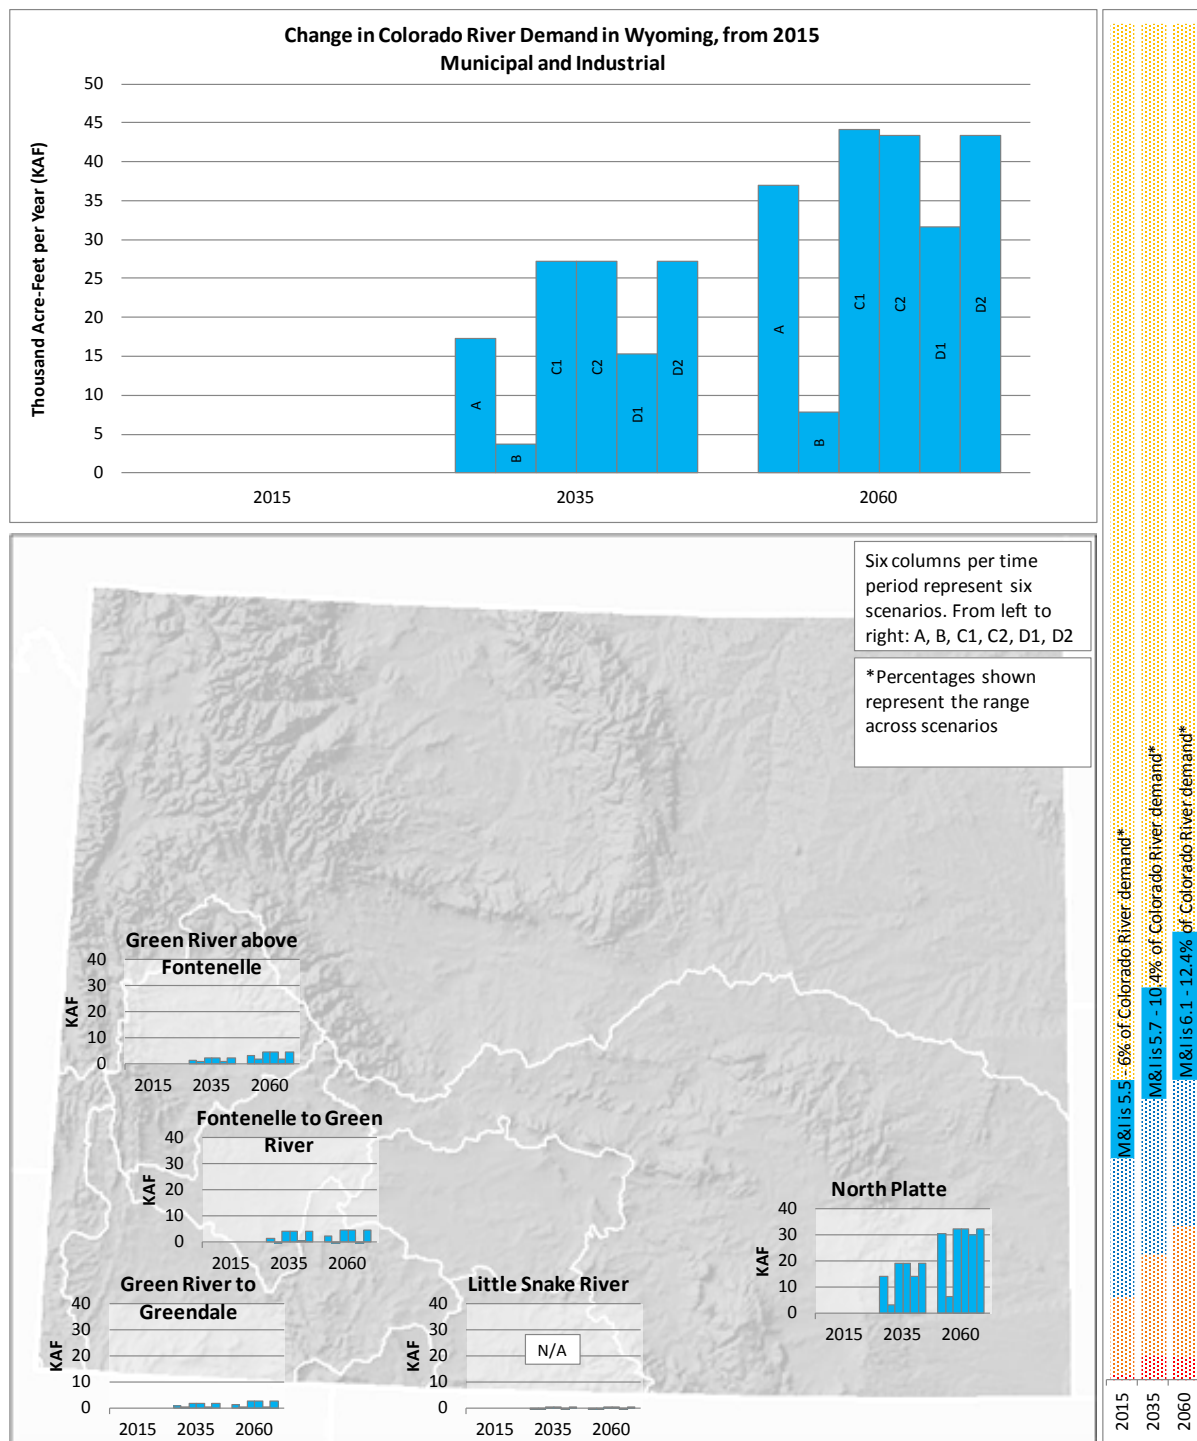 Change in Colorado River Demand in Wyoming, from 2015
Municipal and Industrial
Thousand Acre-Feet per Year (KAF)
50
45
40
35
30
25
20
15
10
5
0
A
B
C1
C2
D1
D2
A
B
C1
C2
D1
D2
2015
2035
2060
Six columns per time
period represent six
scenarios. From left to
right: A, B, C1, C2, D1, D2
*Percentages shown
represent the range
across scenarios
Green River above
Fontenelle
KAF
40
30
20
10
0
2015
2035
2060
Fontenelle to Green
River
KAF
40
30
20
10
0
2015
2035
2060
North Platte
KAF
40
30
20
10
0
2015
2035
2060
Green River to
Greendale
KAF
40
30
20
10
0
2015
2035
2060
Little Snake River
KAF
40
30
20
10
0
N/A
2015
2035
2060
M&I is 5.5 - 6% of Colorado River demand*
M&I is 5.7 - 10.4% of Colorado River demand*
M&I is 6.1 - 12.4% of Colorado River demand*
2015
2035
2060